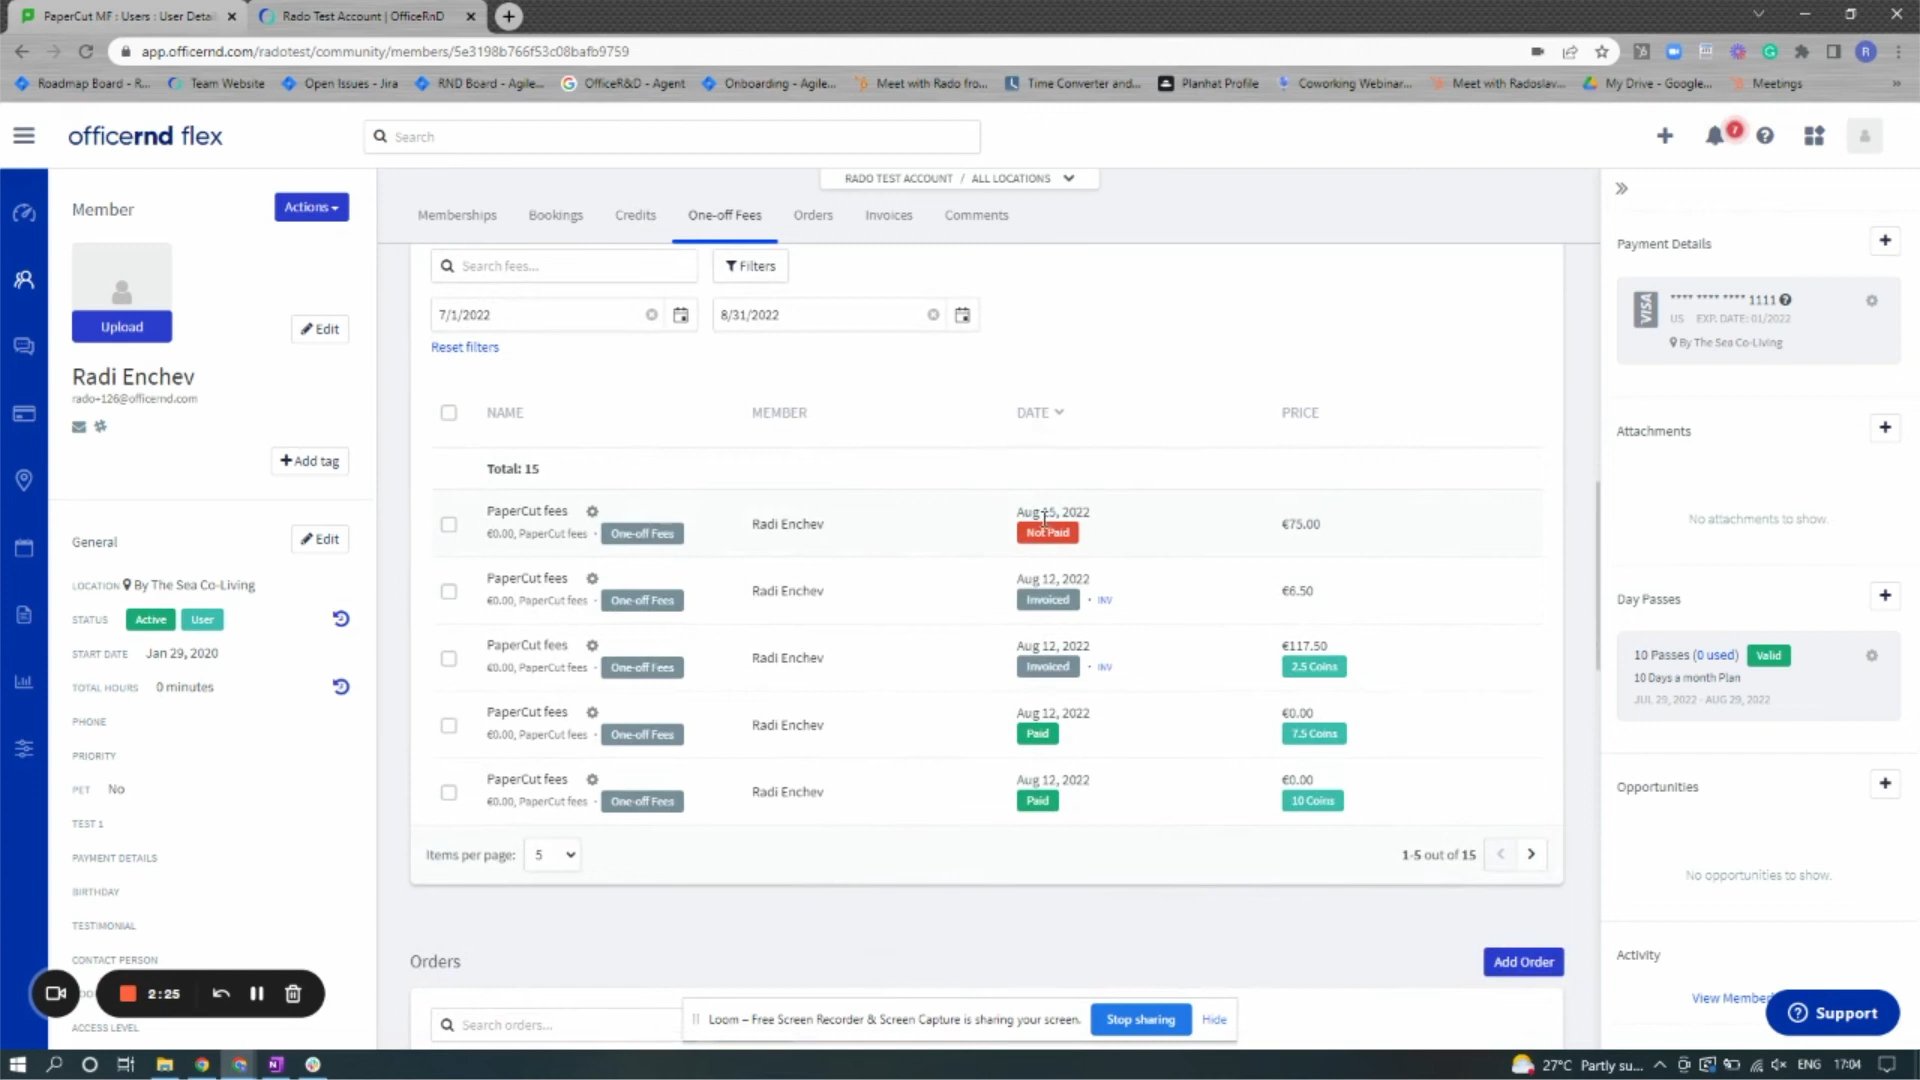 PaperCut MF : Users : User Deta
Rado Test Account | OfficeRnD
app.officernd.com/radotest/community/members/5e3198b766f53c08bafb9759
Roadmap Board - R...
Team Website
Open Issues - Jira
RND Board - Agile...
OfficeR&D - Agent
Onboarding - Agile...
Meet with Rado fro...
Time Converter and...
Planhat Profile
Coworking Webinar...
Meet with Radoslav...
My Drive - Google...
Meetings
officernd flex
Search
7
R
RADO TEST ACCOUNT / ALL LOCATIONS
Member
Actions
Upload
Edit
Radi Enchev
rado+126@officernd.com
Add tag
General
Edit
LOCATION By The Sea Co-Living
STATUS Active User
START DATE Jan 29, 2020
TOTAL HOURS 0 minutes
PHONE
PRIORITY
PET No
TEST 1
PAYMENT DETAILS
BIRTHDAY
TESTIMONIAL
CONTACT PERSON
ACCESS LEVEL
2:25
Memberships Bookings Credits One-off Fees Orders Invoices Comments
Search fees...
Filters
7/1/2022
8/31/2022
Reset filters
NAME MEMBER DATE PRICE
Total: 15
PaperCut fees
€0.00, PaperCut fees - One-off Fees
Radi Enchev
Aug 15, 2022
Not Paid
€75.00
PaperCut fees
€0.00, PaperCut fees - One-off Fees
Radi Enchev
Aug 12, 2022
Invoiced • INV
€6.50
PaperCut fees
€0.00, PaperCut fees - One-off Fees
Radi Enchev
Aug 12, 2022
Invoiced • INV
€117.50
2.5 Coins
PaperCut fees
€0.00, PaperCut fees - One-off Fees
Radi Enchev
Aug 12, 2022
Paid
€0.00
7.5 Coins
PaperCut fees
€0.00, PaperCut fees - One-off Fees
Radi Enchev
Aug 12, 2022
Paid
€0.00
10 Coins
Items per page: 5
1-5 out of 15
Orders
Add Order
Search orders...
Loom – Free Screen Recorder & Screen Capture is sharing your screen.
Stop sharing
Hide
Payment Details
VISA
**** **** **** 1111
US EXP. DATE: 01/2022
By The Sea Co-Living
Attachments
No attachments to show.
Day Passes
10 Passes (0 used) Valid
10 Days a month Plan
JUL 29, 2022 - AUG 29, 2022
Opportunities
No opportunities to show.
Activity
View Member
Support
27°C Partly su...
ENG
17:04